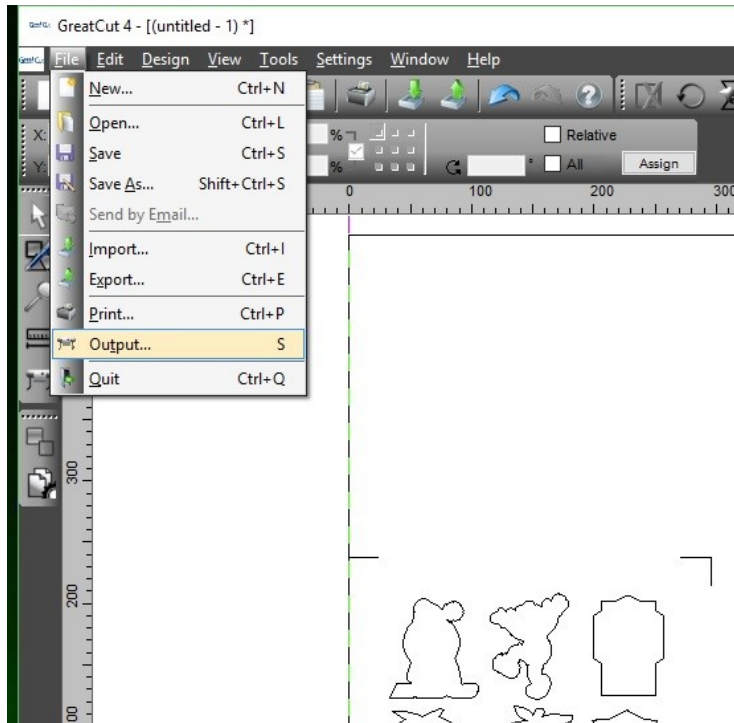 GreatCut 4 - [(untitled - 1) *]
File Edit Design View Tools Settings Window Help
New... Ctrl+N
Open... Ctrl+L
Save Ctrl+S
Save As... Shift+Ctrl+S
Send by Email...
Import... Ctrl+I
Export... Ctrl+E
Print... Ctrl+P
Output... S
Quit Ctrl+Q
X: % Relative
Y: % ° All Assign
0 100 200 300
300
200